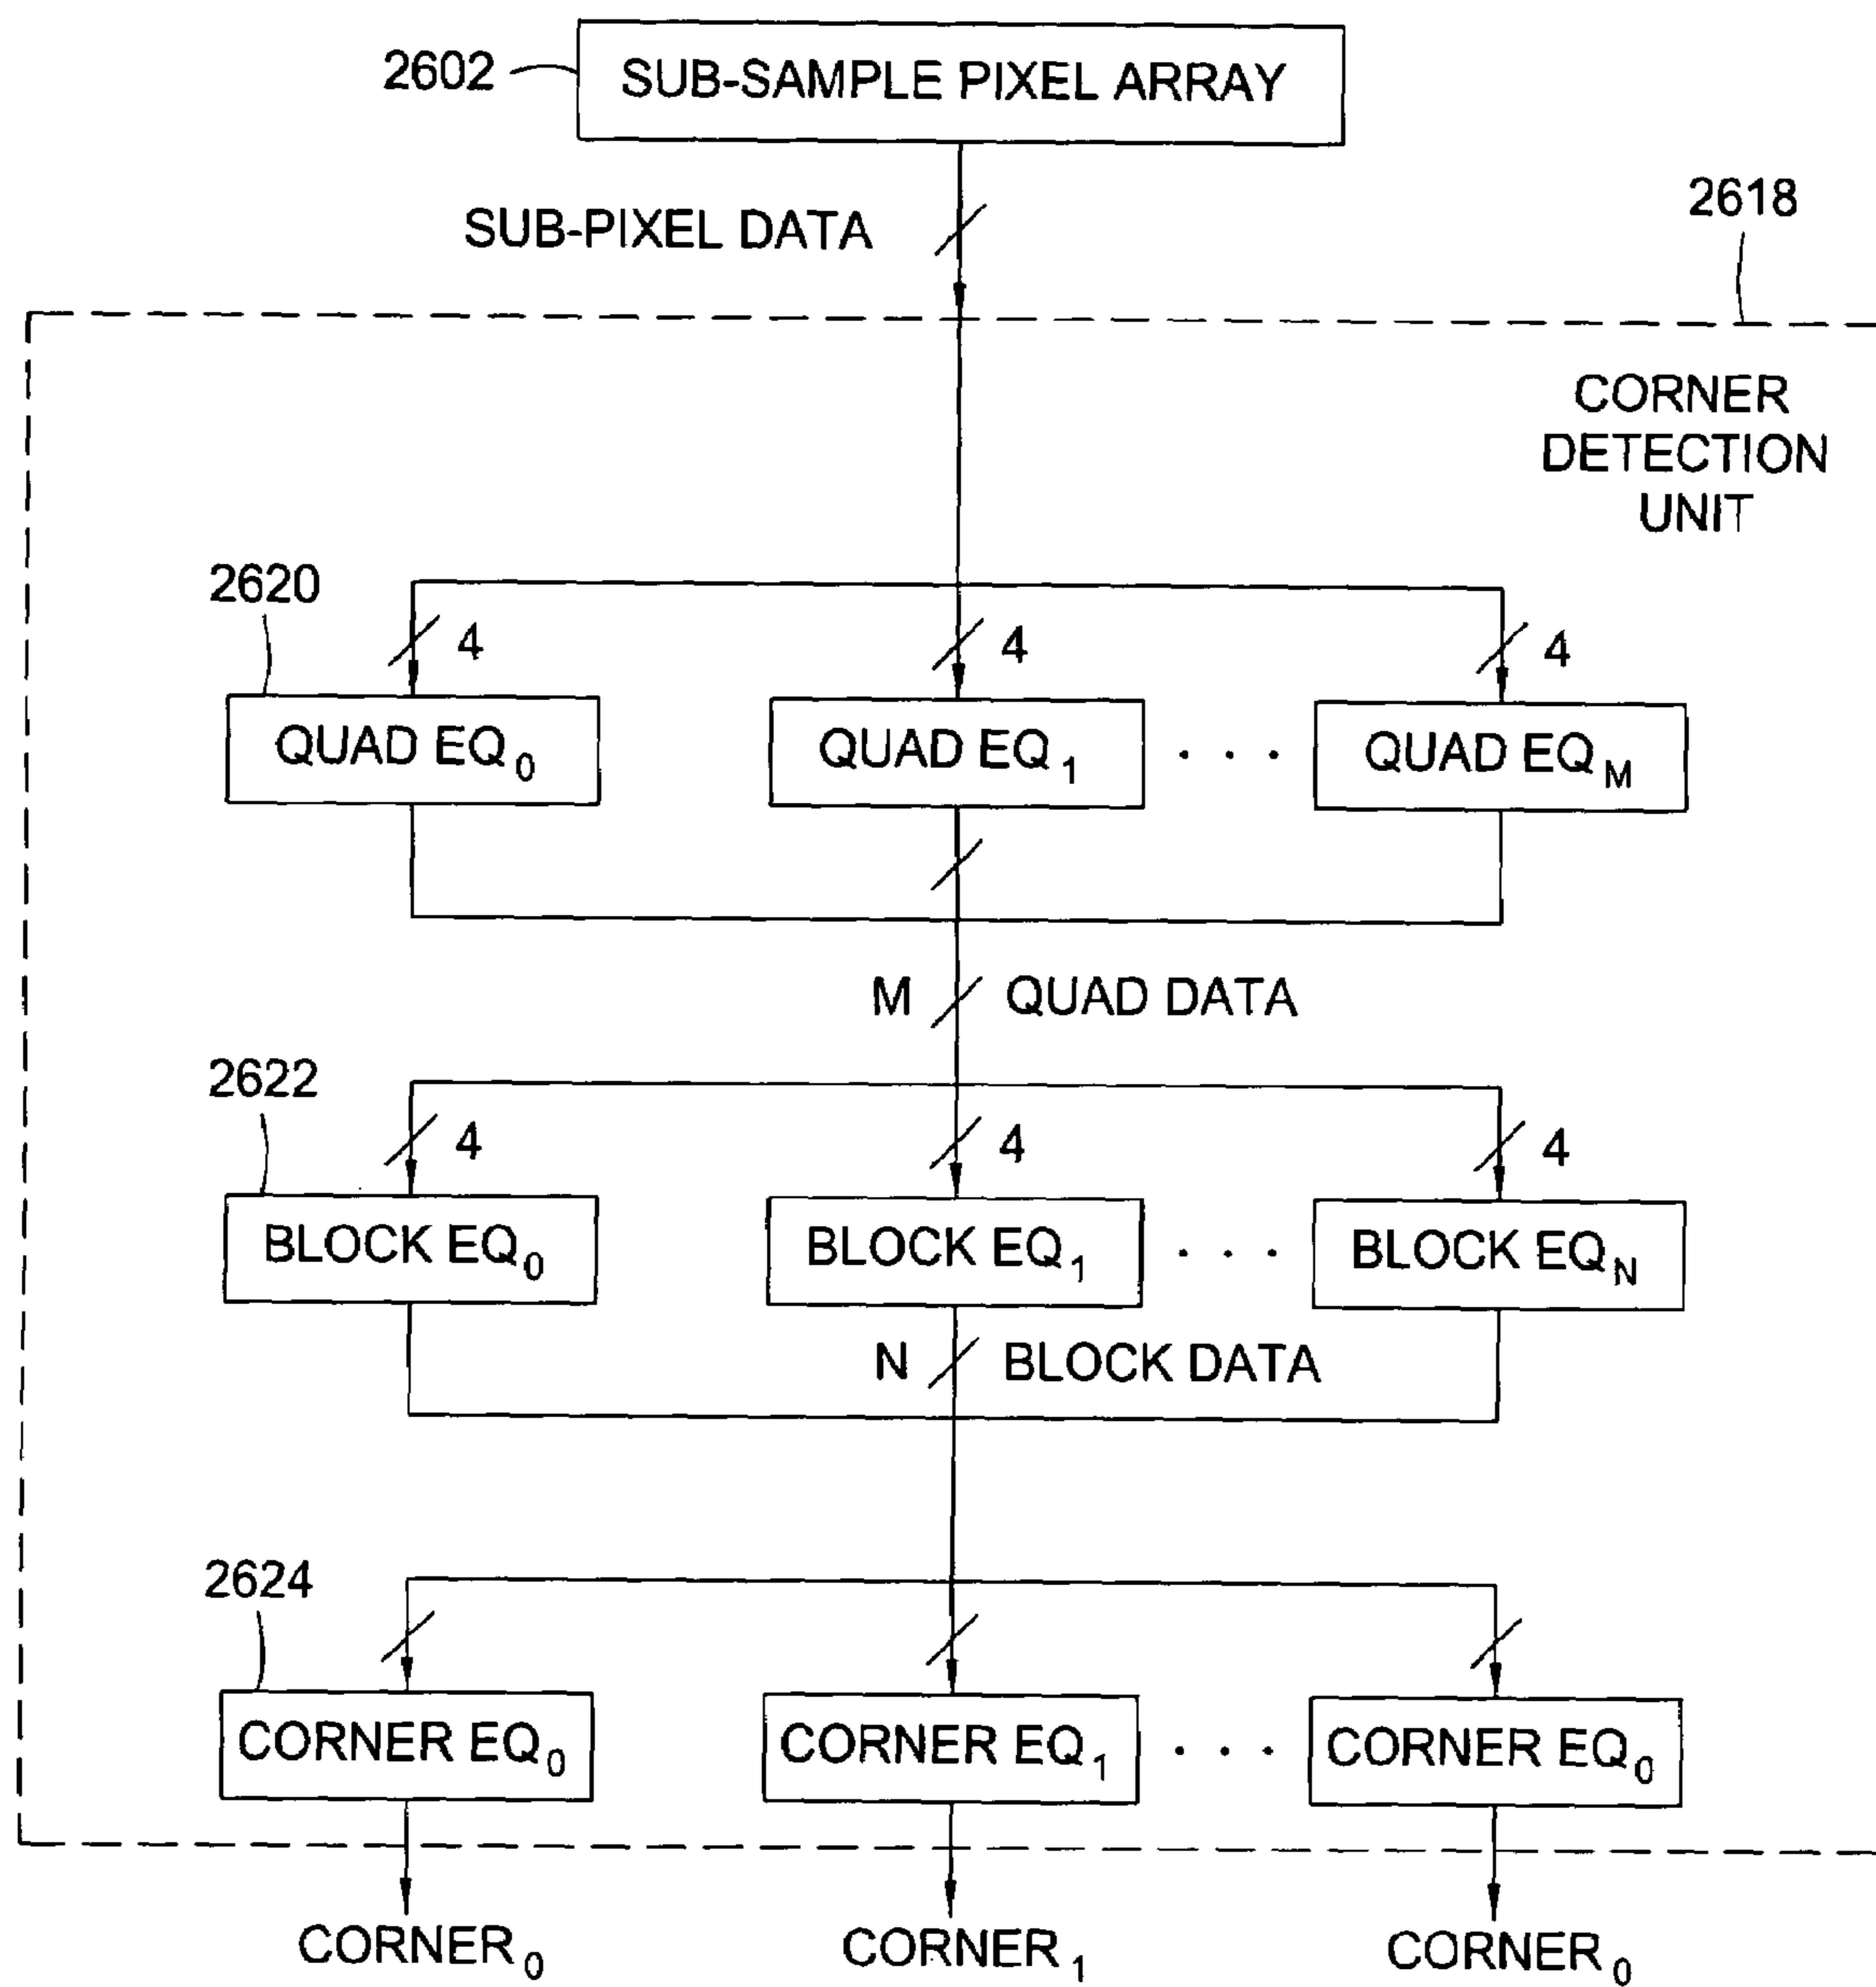 2602
SUB-SAMPLE PIXEL ARRAY
SUB-PIXEL DATA
2618
CORNER
DETECTION
UNIT
2620
4 4 4
QUAD EQ0 QUAD EQ1 . . . QUAD EQM
M QUAD DATA
2622
4 4 4
BLOCK EQ0 BLOCK EQ1 . . . BLOCK EQN
N BLOCK DATA
2624
CORNER EQ0 CORNER EQ1 . . . CORNER EQ0
CORNER0 CORNER1 CORNER0